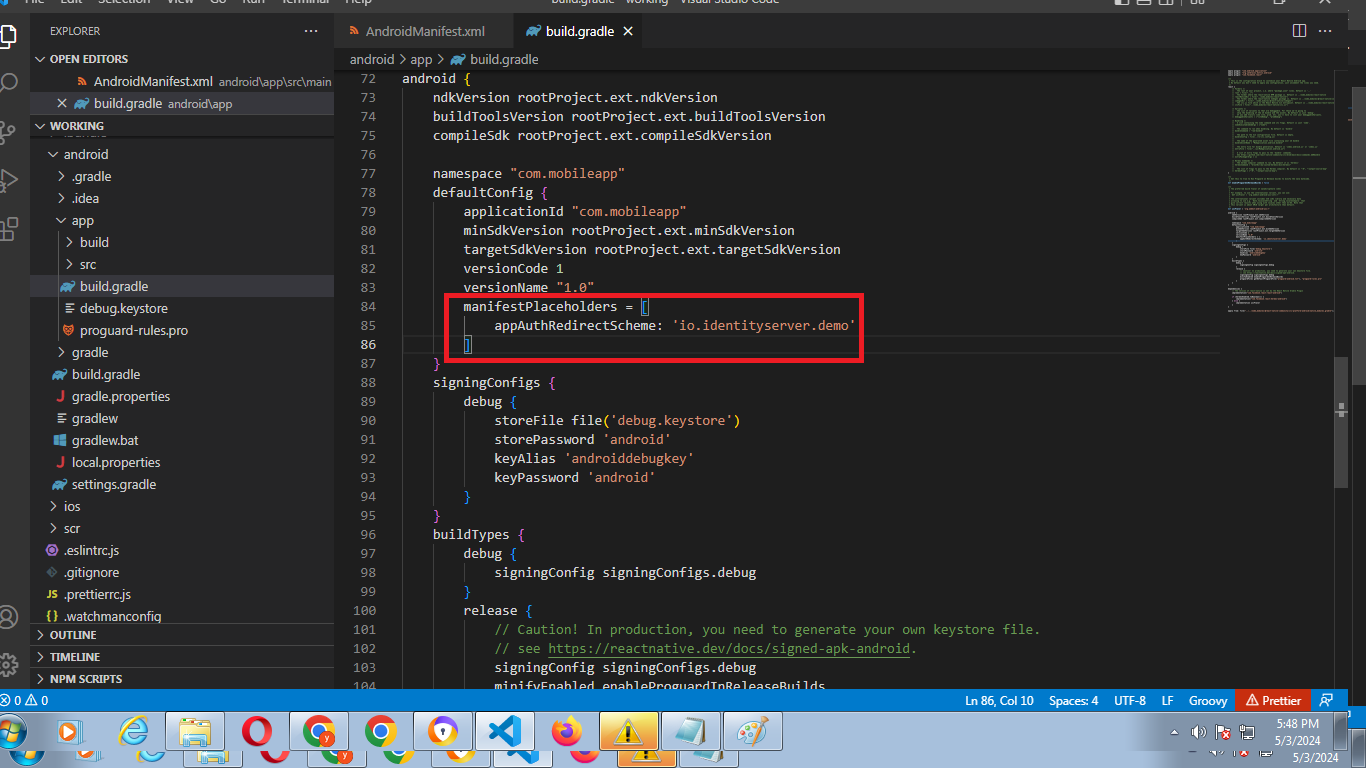 File Edit Selection View Go Run Terminal Help
build.gradle - working - Visual Studio Code
EXPLORER
OPEN EDITORS
AndroidManifest.xml android\app\src\main
build.gradle android\app
WORKING
android
.gradle
.idea
app
build
src
build.gradle
debug.keystore
proguard-rules.pro
gradle
build.gradle
gradle.properties
gradlew
gradlew.bat
local.properties
settings.gradle
ios
scr
.eslintrc.js
.gitignore
.prettierrc.js
.watchmanconfig
OUTLINE
TIMELINE
NPM SCRIPTS
AndroidManifest.xml
build.gradle
android > app > build.gradle
72 android {
73 ndkVersion rootProject.ext.ndkVersion
74 buildToolsVersion rootProject.ext.buildToolsVersion
75 compileSdk rootProject.ext.compileSdkVersion
76
77 namespace "com.mobileapp"
78 defaultConfig {
79 applicationId "com.mobileapp"
80 minSdkVersion rootProject.ext.minSdkVersion
81 targetSdkVersion rootProject.ext.targetSdkVersion
82 versionCode 1
83 versionName "1.0"
84 manifestPlaceholders = [
85 appAuthRedirectScheme: 'io.identityserver.demo'
86 ]
87 }
88 signingConfigs {
89 debug {
90 storeFile file('debug.keystore')
91 storePassword 'android'
92 keyAlias 'androiddebugkey'
93 keyPassword 'android'
94 }
95 }
96 buildTypes {
97 debug {
98 signingConfig signingConfigs.debug
99 }
100 release {
101 // Caution! In production, you need to generate your own keystore file.
102 // see https://reactnative.dev/docs/signed-apk-android.
103 signingConfig signingConfigs.debug
104 minifyEnabled enableProguardInReleaseBuilds
0 0
Ln 86, Col 10
Spaces: 4
UTF-8
LF
Groovy
Prettier
5:48 PM
5/3/2024
5/3/2024